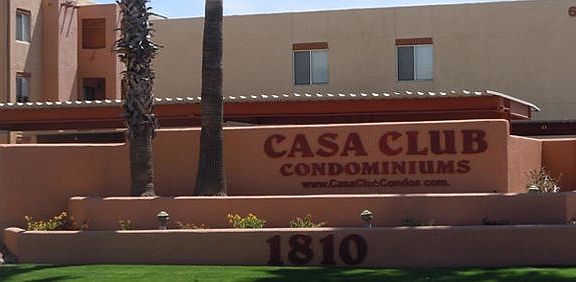 CASA CLUB
CONDOMINIUMS
www.CasaClubCondos.com
1810